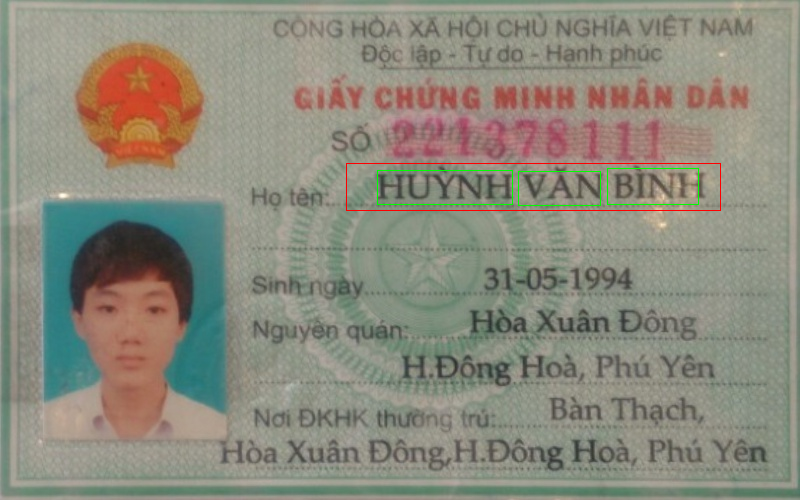 CỘNG HÒA XÃ HỘI CHỦ NGHĨA VIỆT NAM
Độc lập - Tự do - Hạnh phúc
GIẤY CHỨNG MINH NHÂN DÂN
SỐ 221378111
Họ tên: HUỲNH VĂN BÌNH
Sinh ngày 31-05-1994
Nguyên quán: Hòa Xuân Đông
H.Đông Hoà, Phú Yên
Nơi ĐKHK thường trú: Bàn Thạch,
Hòa Xuân Đông,H.Đông Hoà, Phú Yên